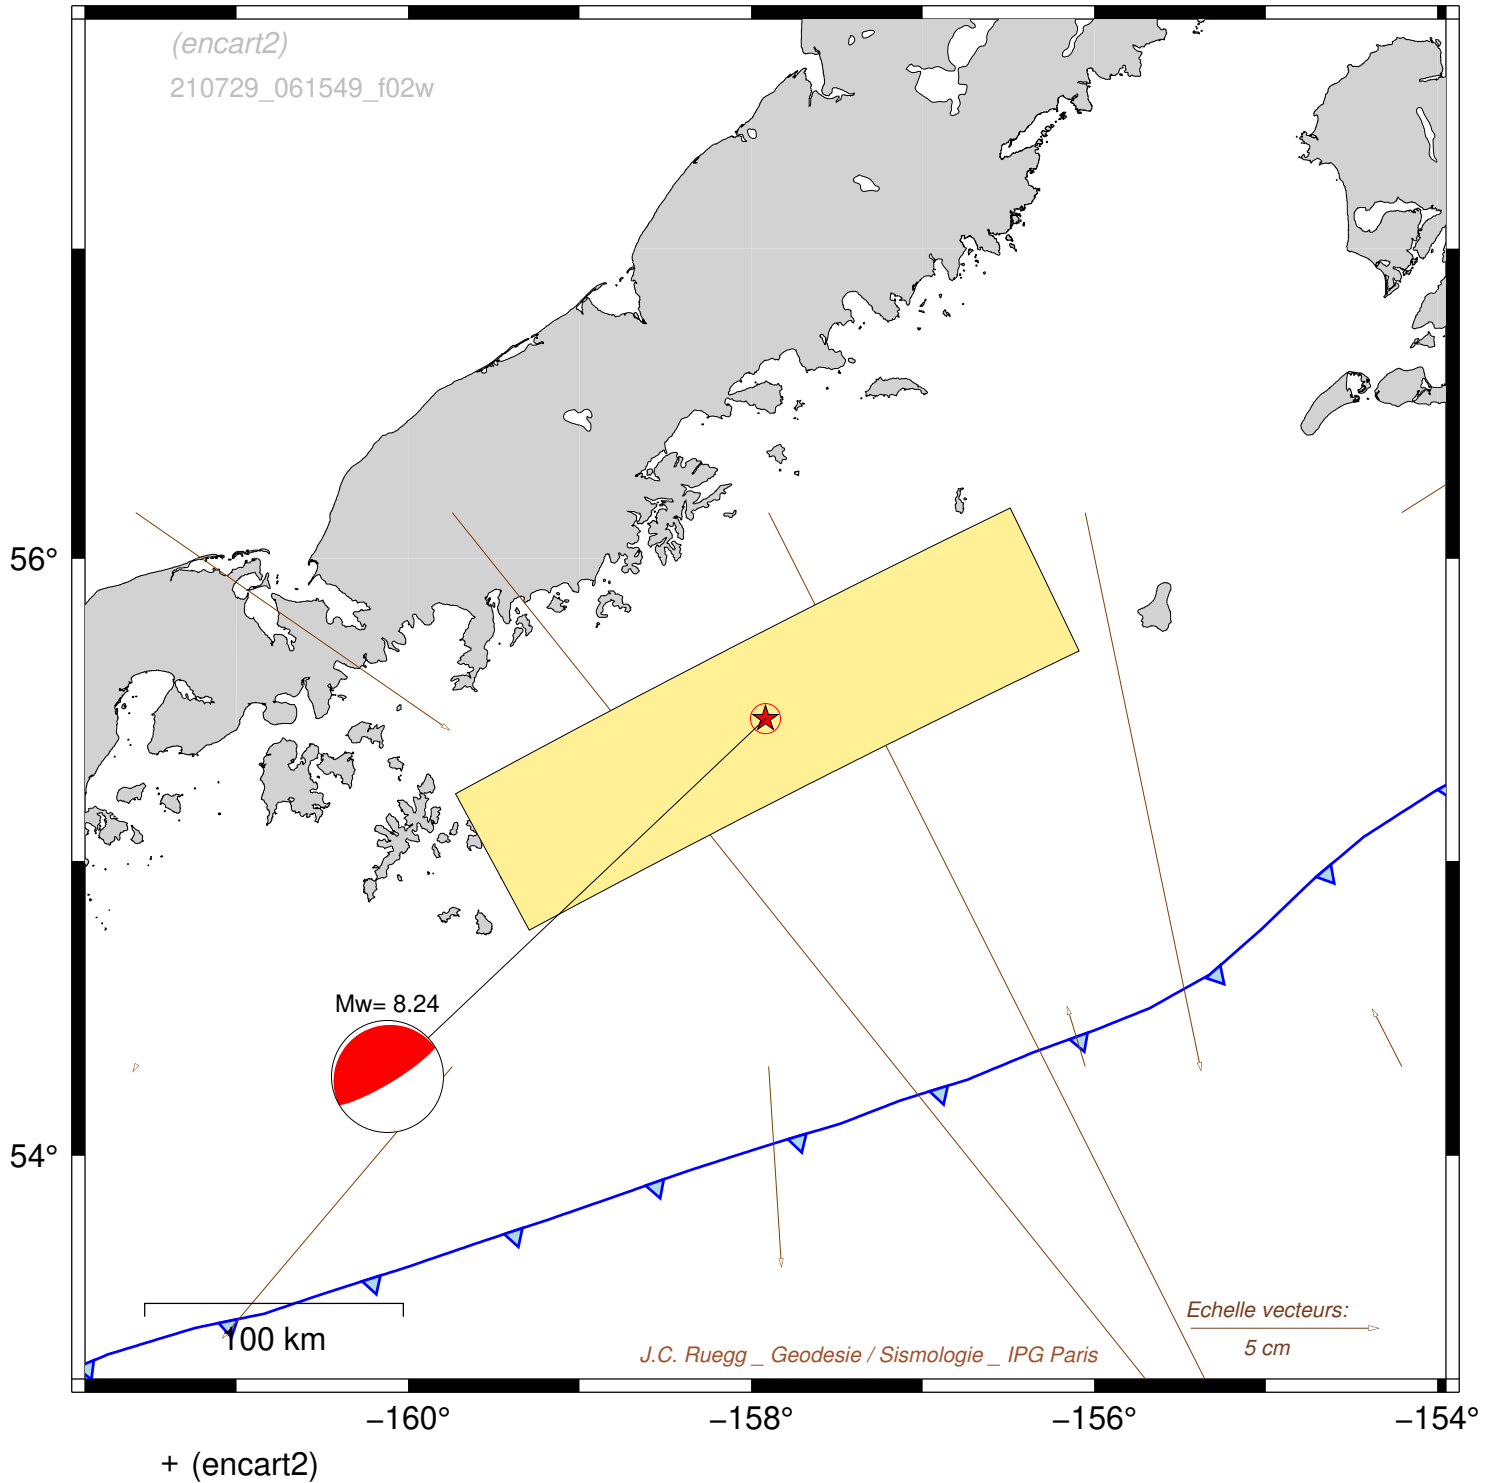 (encart2)
210729_061549_f02w
56°
Mw= 8.24
54°
100 km
Echelle vecteurs:
5 cm
J.C. Ruegg _ Geodesie / Sismologie _ IPG Paris
−160°
−158°
−156°
−154°
+ (encart2)